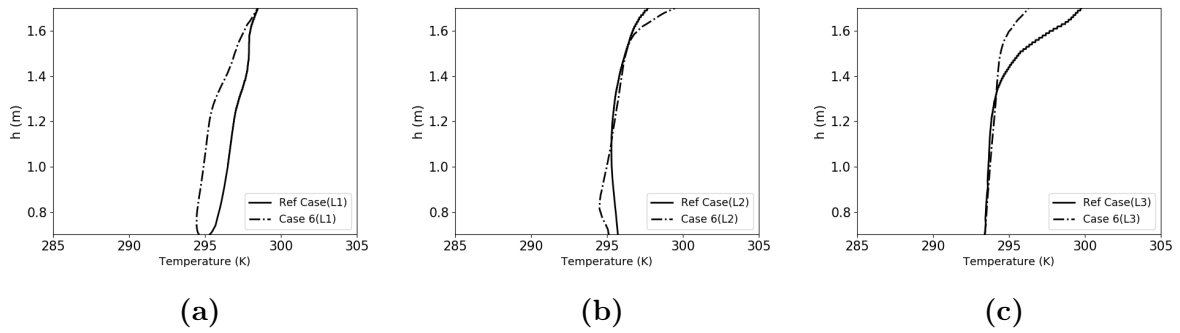 1.6
1.4
1.2
1.0
0.8
h (m)
285 290 295 300 305
Temperature (K)
Ref Case(L1)
Case 6(L1)
(a)
1.6
1.4
1.2
1.0
0.8
h (m)
285 290 295 300 305
Temperature (K)
Ref Case(L2)
Case 6(L2)
(b)
1.6
1.4
1.2
1.0
0.8
h (m)
285 290 295 300 305
Temperature (K)
Ref Case(L3)
Case 6(L3)
(c)